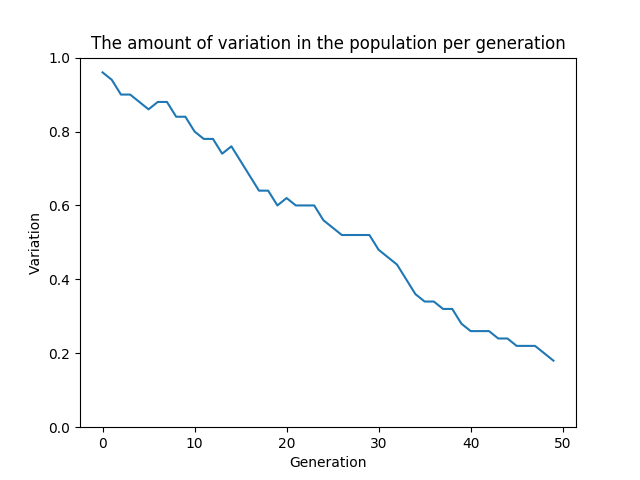 The amount of variation in the population per generation
1.0
0.8
0.6
0.4
0.2
0.0
Variation
0 10 20 30 40 50
Generation